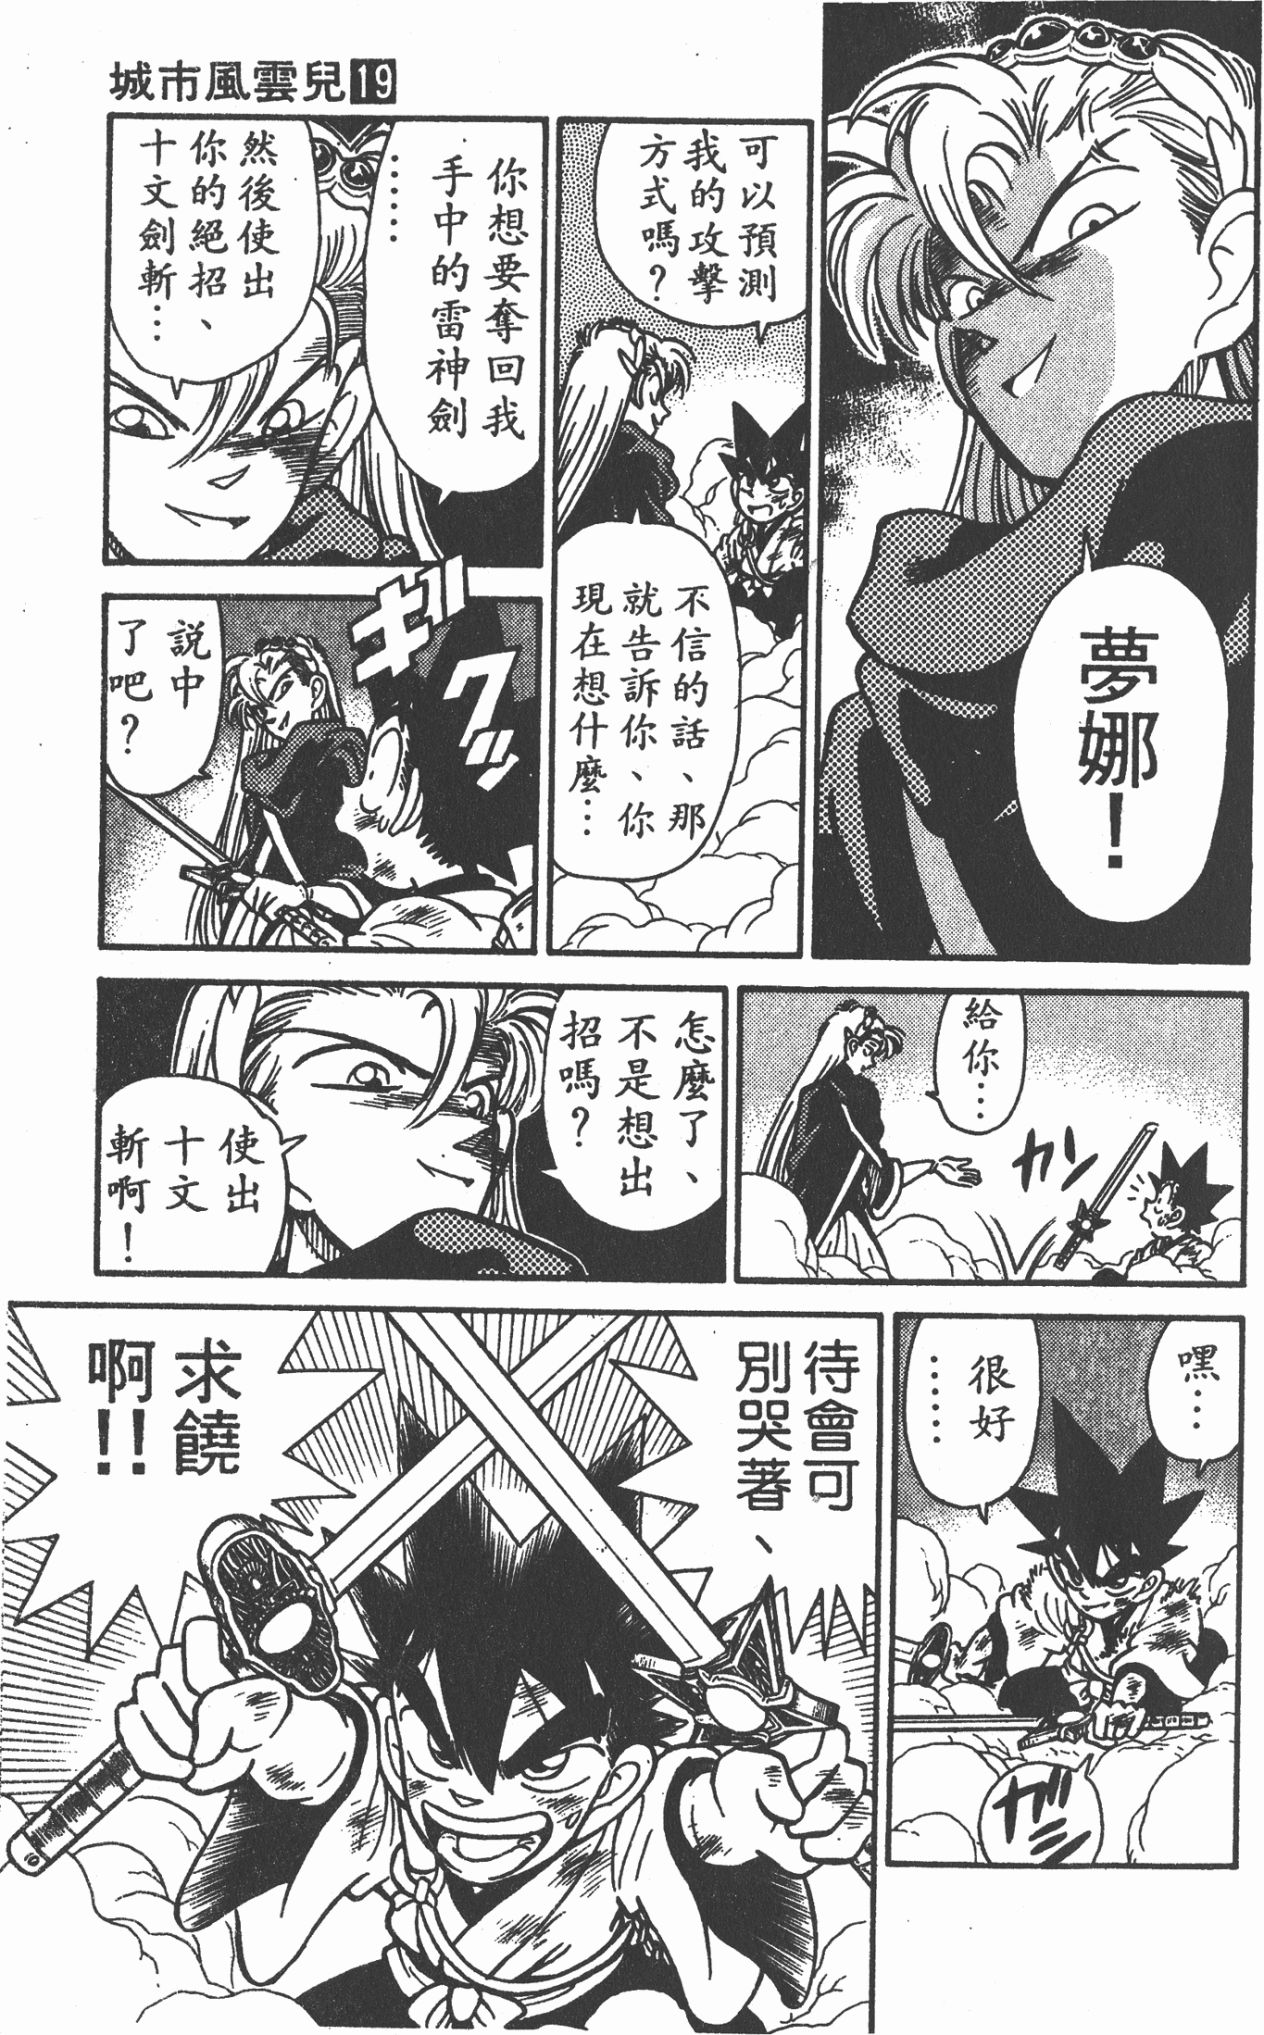 城市風雲兒19
夢娜！
可以預測
我的攻擊
方式嗎？
不信的話、那
就告訴你、你
現在想什麼…
你想要奪回我
手中的雷神劍
……
然後使出
你的絕招、
十文劍斬…
ギクッ
說中
了吧？
給你…
カン
怎麼了、
不是想出
招嗎？
使出
十文
斬啊！
嘿…
很好
……
ガシ
待會可
別哭著、
求饒
啊！！